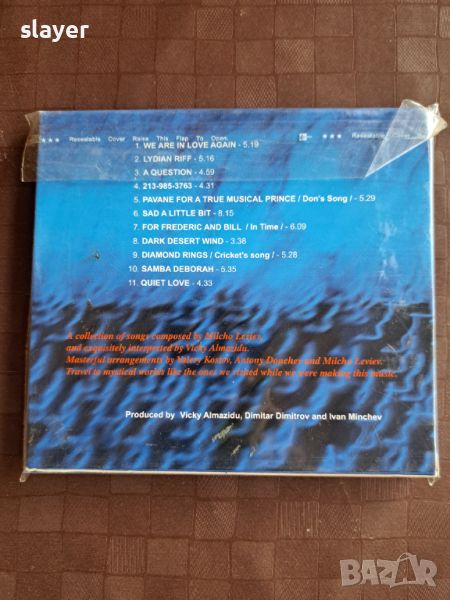 slayer
★★★ Resealable Cover Raise This Flap To Open. ★★★ Resealable Cover
1. WE ARE IN LOVE AGAIN - 5.19
2. LYDIAN RIFF - 5.16
3. A QUESTION - 4.59
4. 213-985-3763 - 4.31
5. PAVANE FOR A TRUE MUSICAL PRINCE / Don's Song / - 5.29
6. SAD A LITTLE BIT - 8.15
7. FOR FREDERIC AND BILL / In Time / - 6.09
8. DARK DESERT WIND - 3.38
9. DIAMOND RINGS / Cricket's song / - 5.28
10. SAMBA DEBORAH - 6.35
11. QUIET LOVE - 4.33
A collection of songs composed by Milcho Leviev,
and exquisitely interpreted by Vicky Almazidu.
Masterful arrangements by Valery Kostov, Antony Donchev and Milcho Leviev.
Travel to mystical worlds like the ones we visited while we were making this music.
Produced by Vicky Almazidu, Dimitar Dimitrov and Ivan Minchev
BAZAR